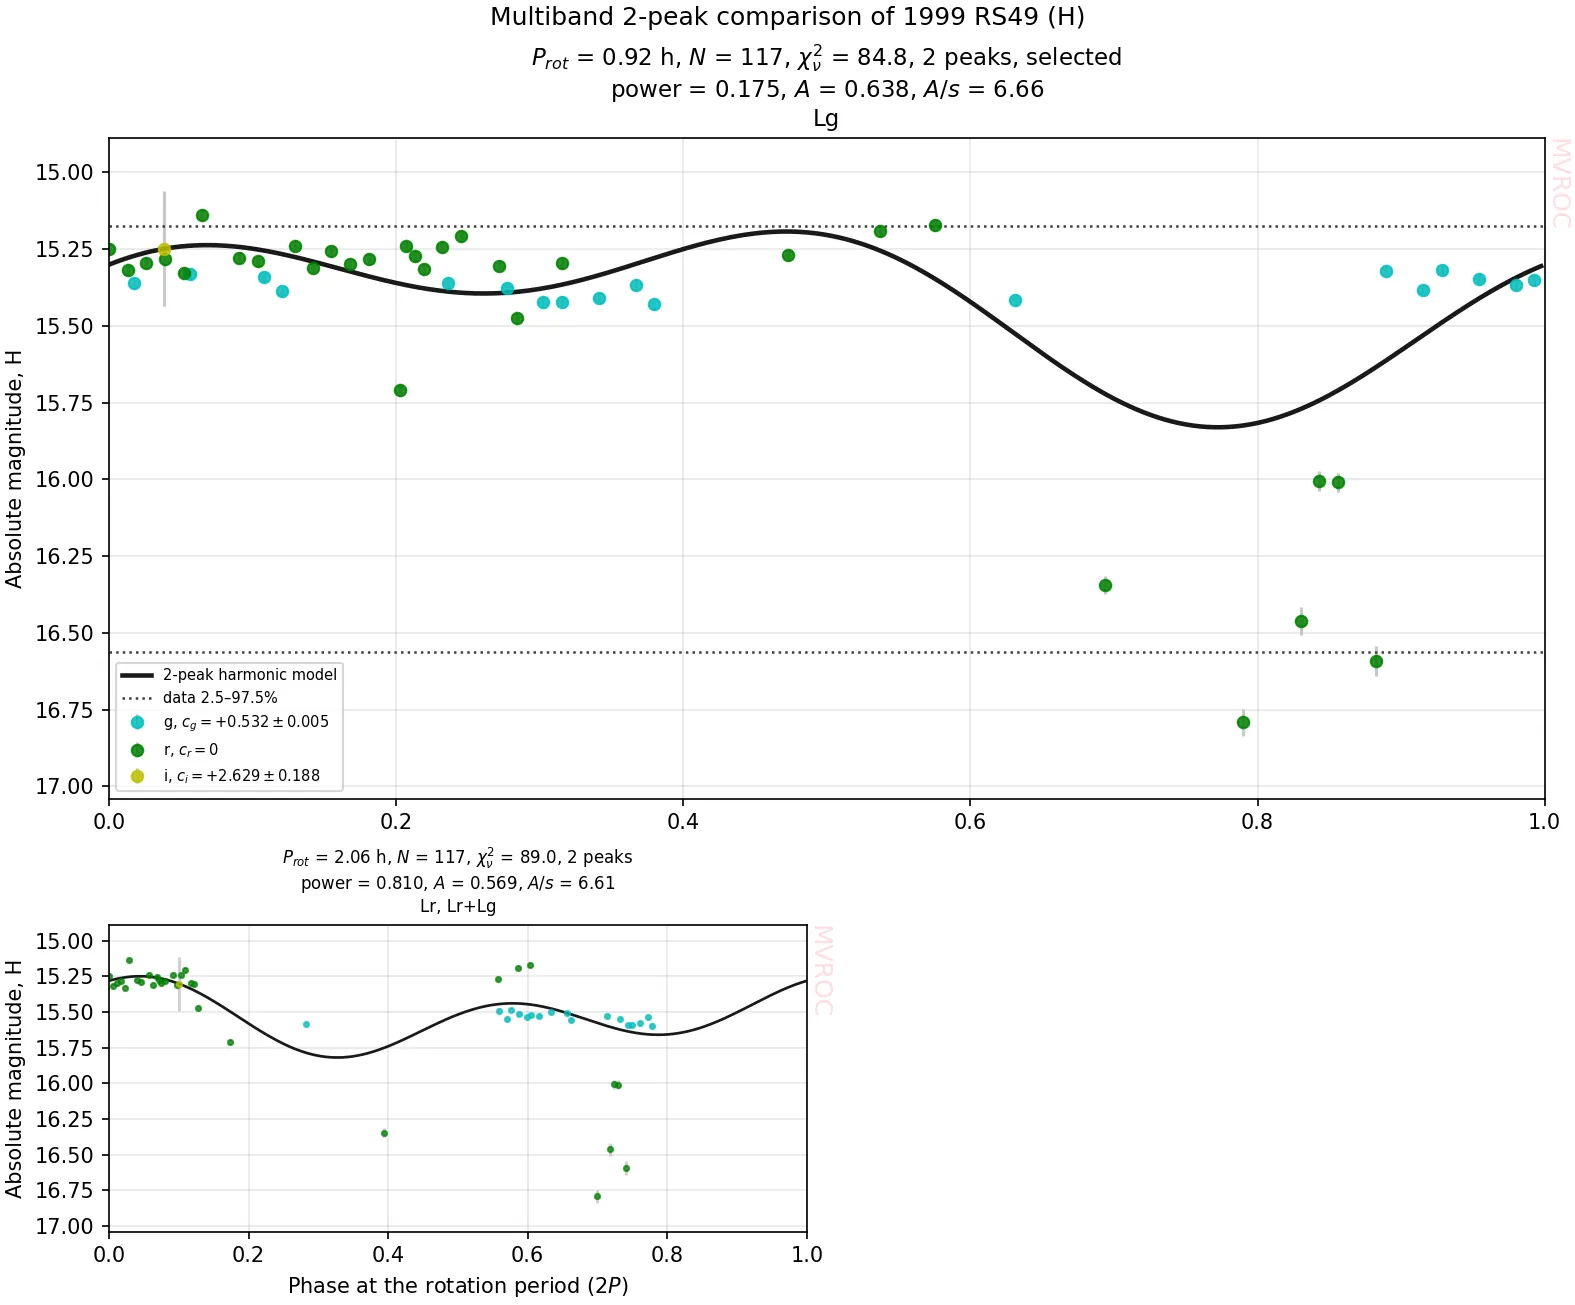 Multiband 2-peak comparison of 1999 RS49 (H)
P_rot = 0.92 h, N = 117, χ²_ν = 84.8, 2 peaks, selected
power = 0.175, A = 0.638, A/s = 6.66
Lg
MVROC
Absolute magnitude, H
15.00
15.25
15.50
15.75
16.00
16.25
16.50
16.75
17.00
2-peak harmonic model
data 2.5–97.5%
g, c_g = +0.532 ± 0.005
r, c_r = 0
i, c_i = +2.629 ± 0.188
0.0 0.2 0.4 0.6 0.8 1.0
P_rot = 2.06 h, N = 117, χ²_ν = 89.0, 2 peaks
power = 0.810, A = 0.569, A/s = 6.61
Lr, Lr+Lg
MVROC
Absolute magnitude, H
15.00
15.25
15.50
15.75
16.00
16.25
16.50
16.75
17.00
0.0 0.2 0.4 0.6 0.8 1.0
Phase at the rotation period (2P)